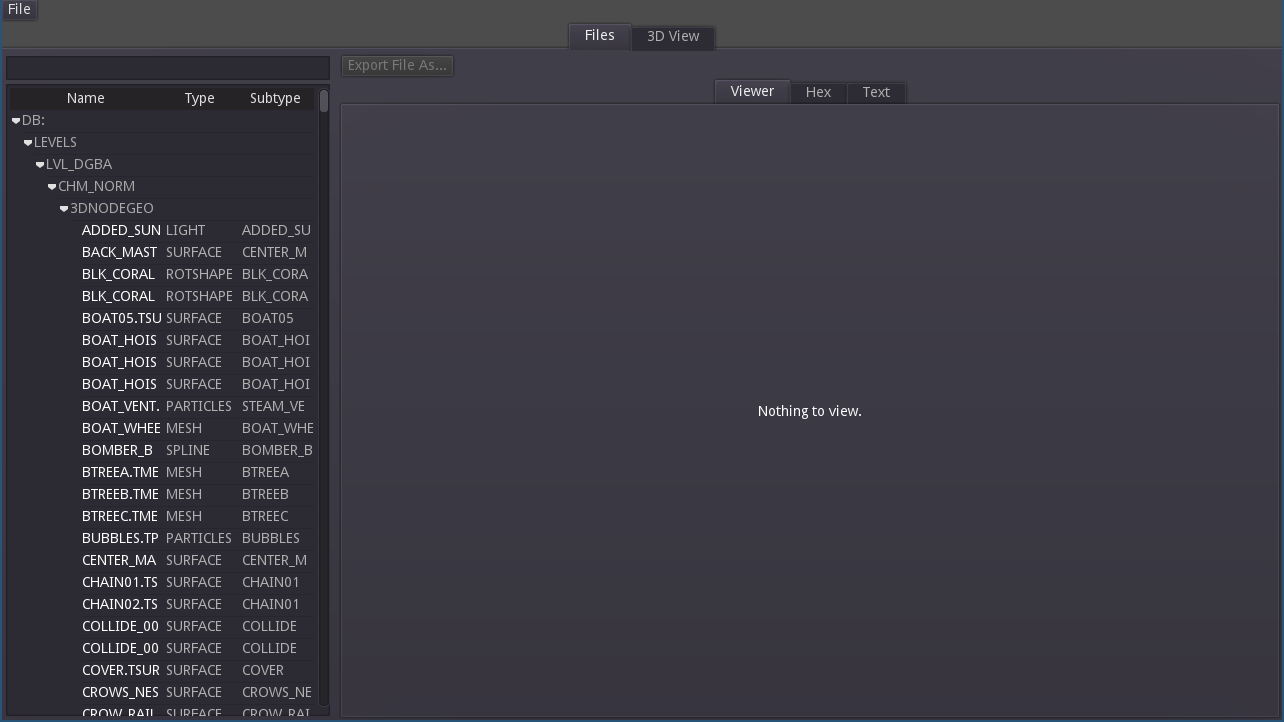 File
Files 3D View
Export File As...
Viewer Hex Text
Name Type Subtype
DB:
LEVELS
LVL_DGBA
CHM_NORM
3DNODEGEO
ADDED_SUN LIGHT ADDED_SU
BACK_MAST SURFACE CENTER_M
BLK_CORAL ROTSHAPE BLK_CORA
BLK_CORAL ROTSHAPE BLK_CORA
BOAT05.TSU SURFACE BOAT05
BOAT_HOIS SURFACE BOAT_HOI
BOAT_HOIS SURFACE BOAT_HOI
BOAT_HOIS SURFACE BOAT_HOI
BOAT_VENT. PARTICLES STEAM_VE
BOAT_WHEE MESH BOAT_WHE
BOMBER_B SPLINE BOMBER_B
BTREEA.TME MESH BTREEA
BTREEB.TME MESH BTREEB
BTREEC.TME MESH BTREEC
BUBBLES.TP PARTICLES BUBBLES
CENTER_MA SURFACE CENTER_M
CHAIN01.TS SURFACE CHAIN01
CHAIN02.TS SURFACE CHAIN01
COLLIDE_00 SURFACE COLLIDE
COLLIDE_00 SURFACE COLLIDE
COVER.TSUR SURFACE COVER
CROWS_NES SURFACE CROWS_NE
CROW_RAIL SURFACE CROW_RAI
Nothing to view.